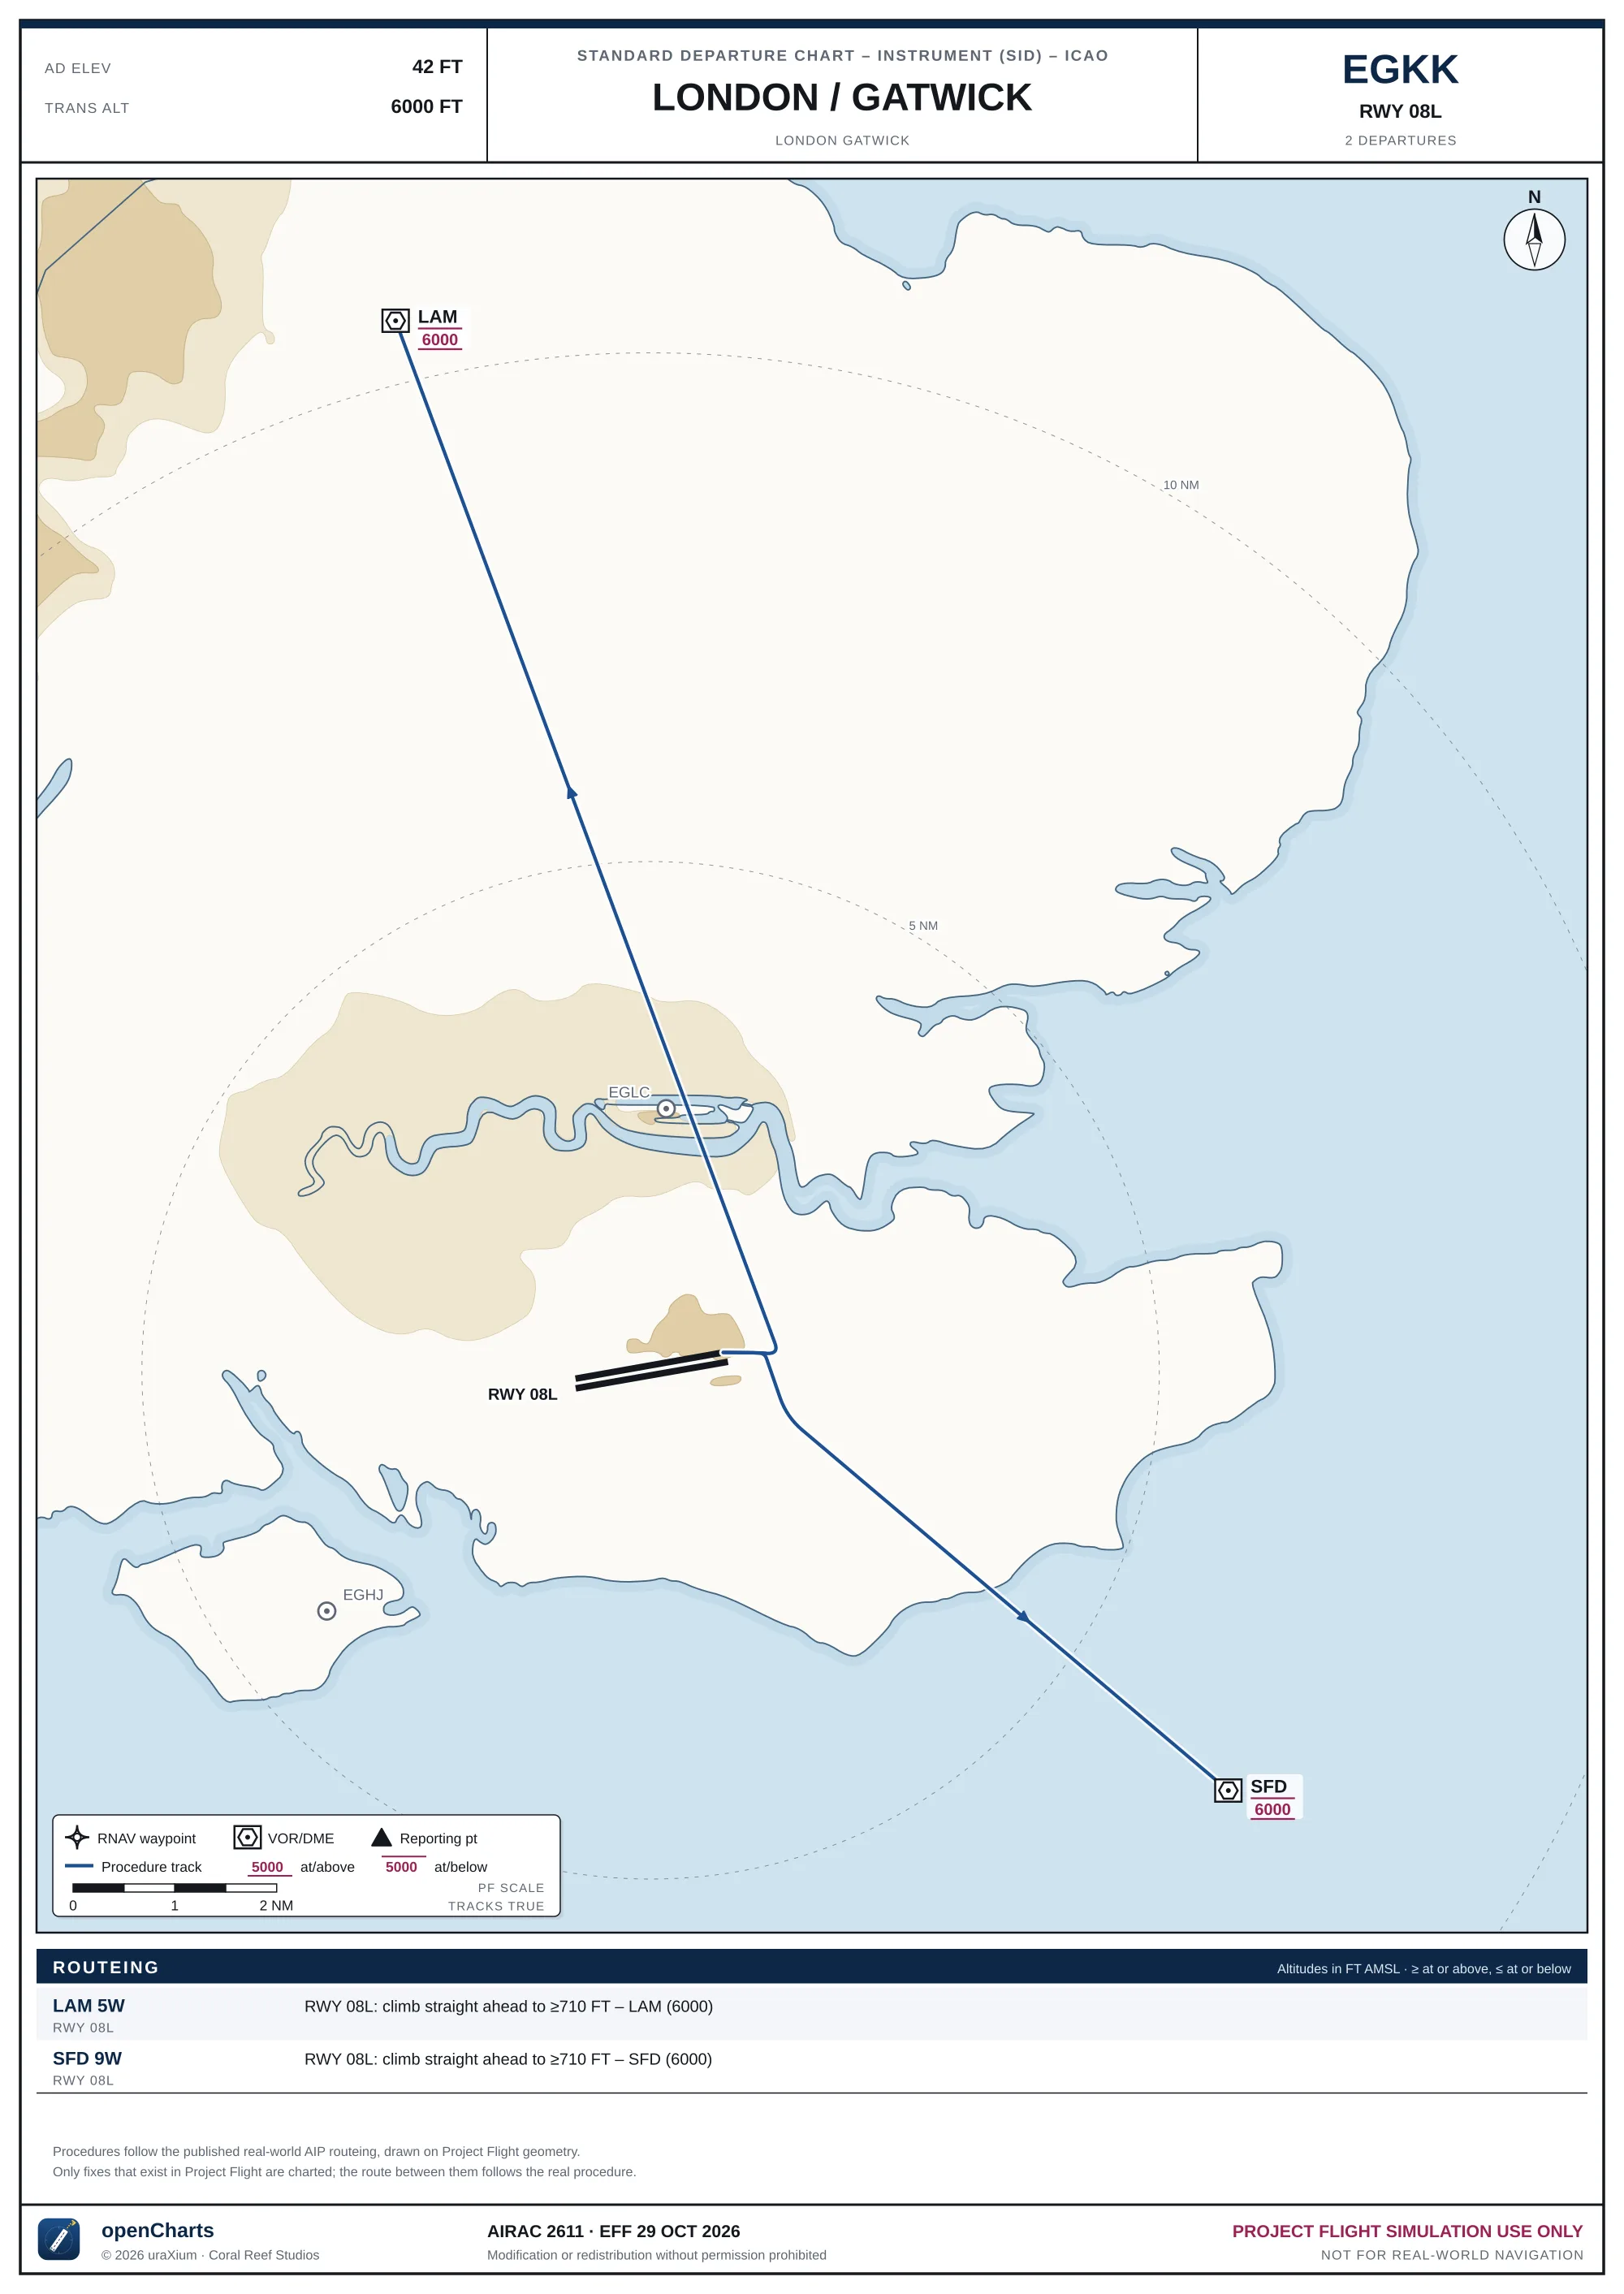 AD ELEV 42 FT
TRANS ALT 6000 FT
STANDARD DEPARTURE CHART – INSTRUMENT (SID) – ICAO
LONDON / GATWICK
LONDON GATWICK
EGKK
RWY 08L
2 DEPARTURES
N
LAM
6000
10 NM
5 NM
EGLC
RWY 08L
EGHJ
SFD
6000
RNAV waypoint VOR/DME Reporting pt
Procedure track 5000 at/above 5000 at/below
PF SCALE
0 1 2 NM TRACKS TRUE
ROUTEING Altitudes in FT AMSL · ≥ at or above, ≤ at or below
LAM 5W RWY 08L: climb straight ahead to ≥710 FT – LAM (6000)
RWY 08L
SFD 9W RWY 08L: climb straight ahead to ≥710 FT – SFD (6000)
RWY 08L
Procedures follow the published real-world AIP routeing, drawn on Project Flight geometry.
Only fixes that exist in Project Flight are charted; the route between them follows the real procedure.
openCharts
© 2026 uraXium · Coral Reef Studios
AIRAC 2611 · EFF 29 OCT 2026
Modification or redistribution without permission prohibited
PROJECT FLIGHT SIMULATION USE ONLY
NOT FOR REAL-WORLD NAVIGATION